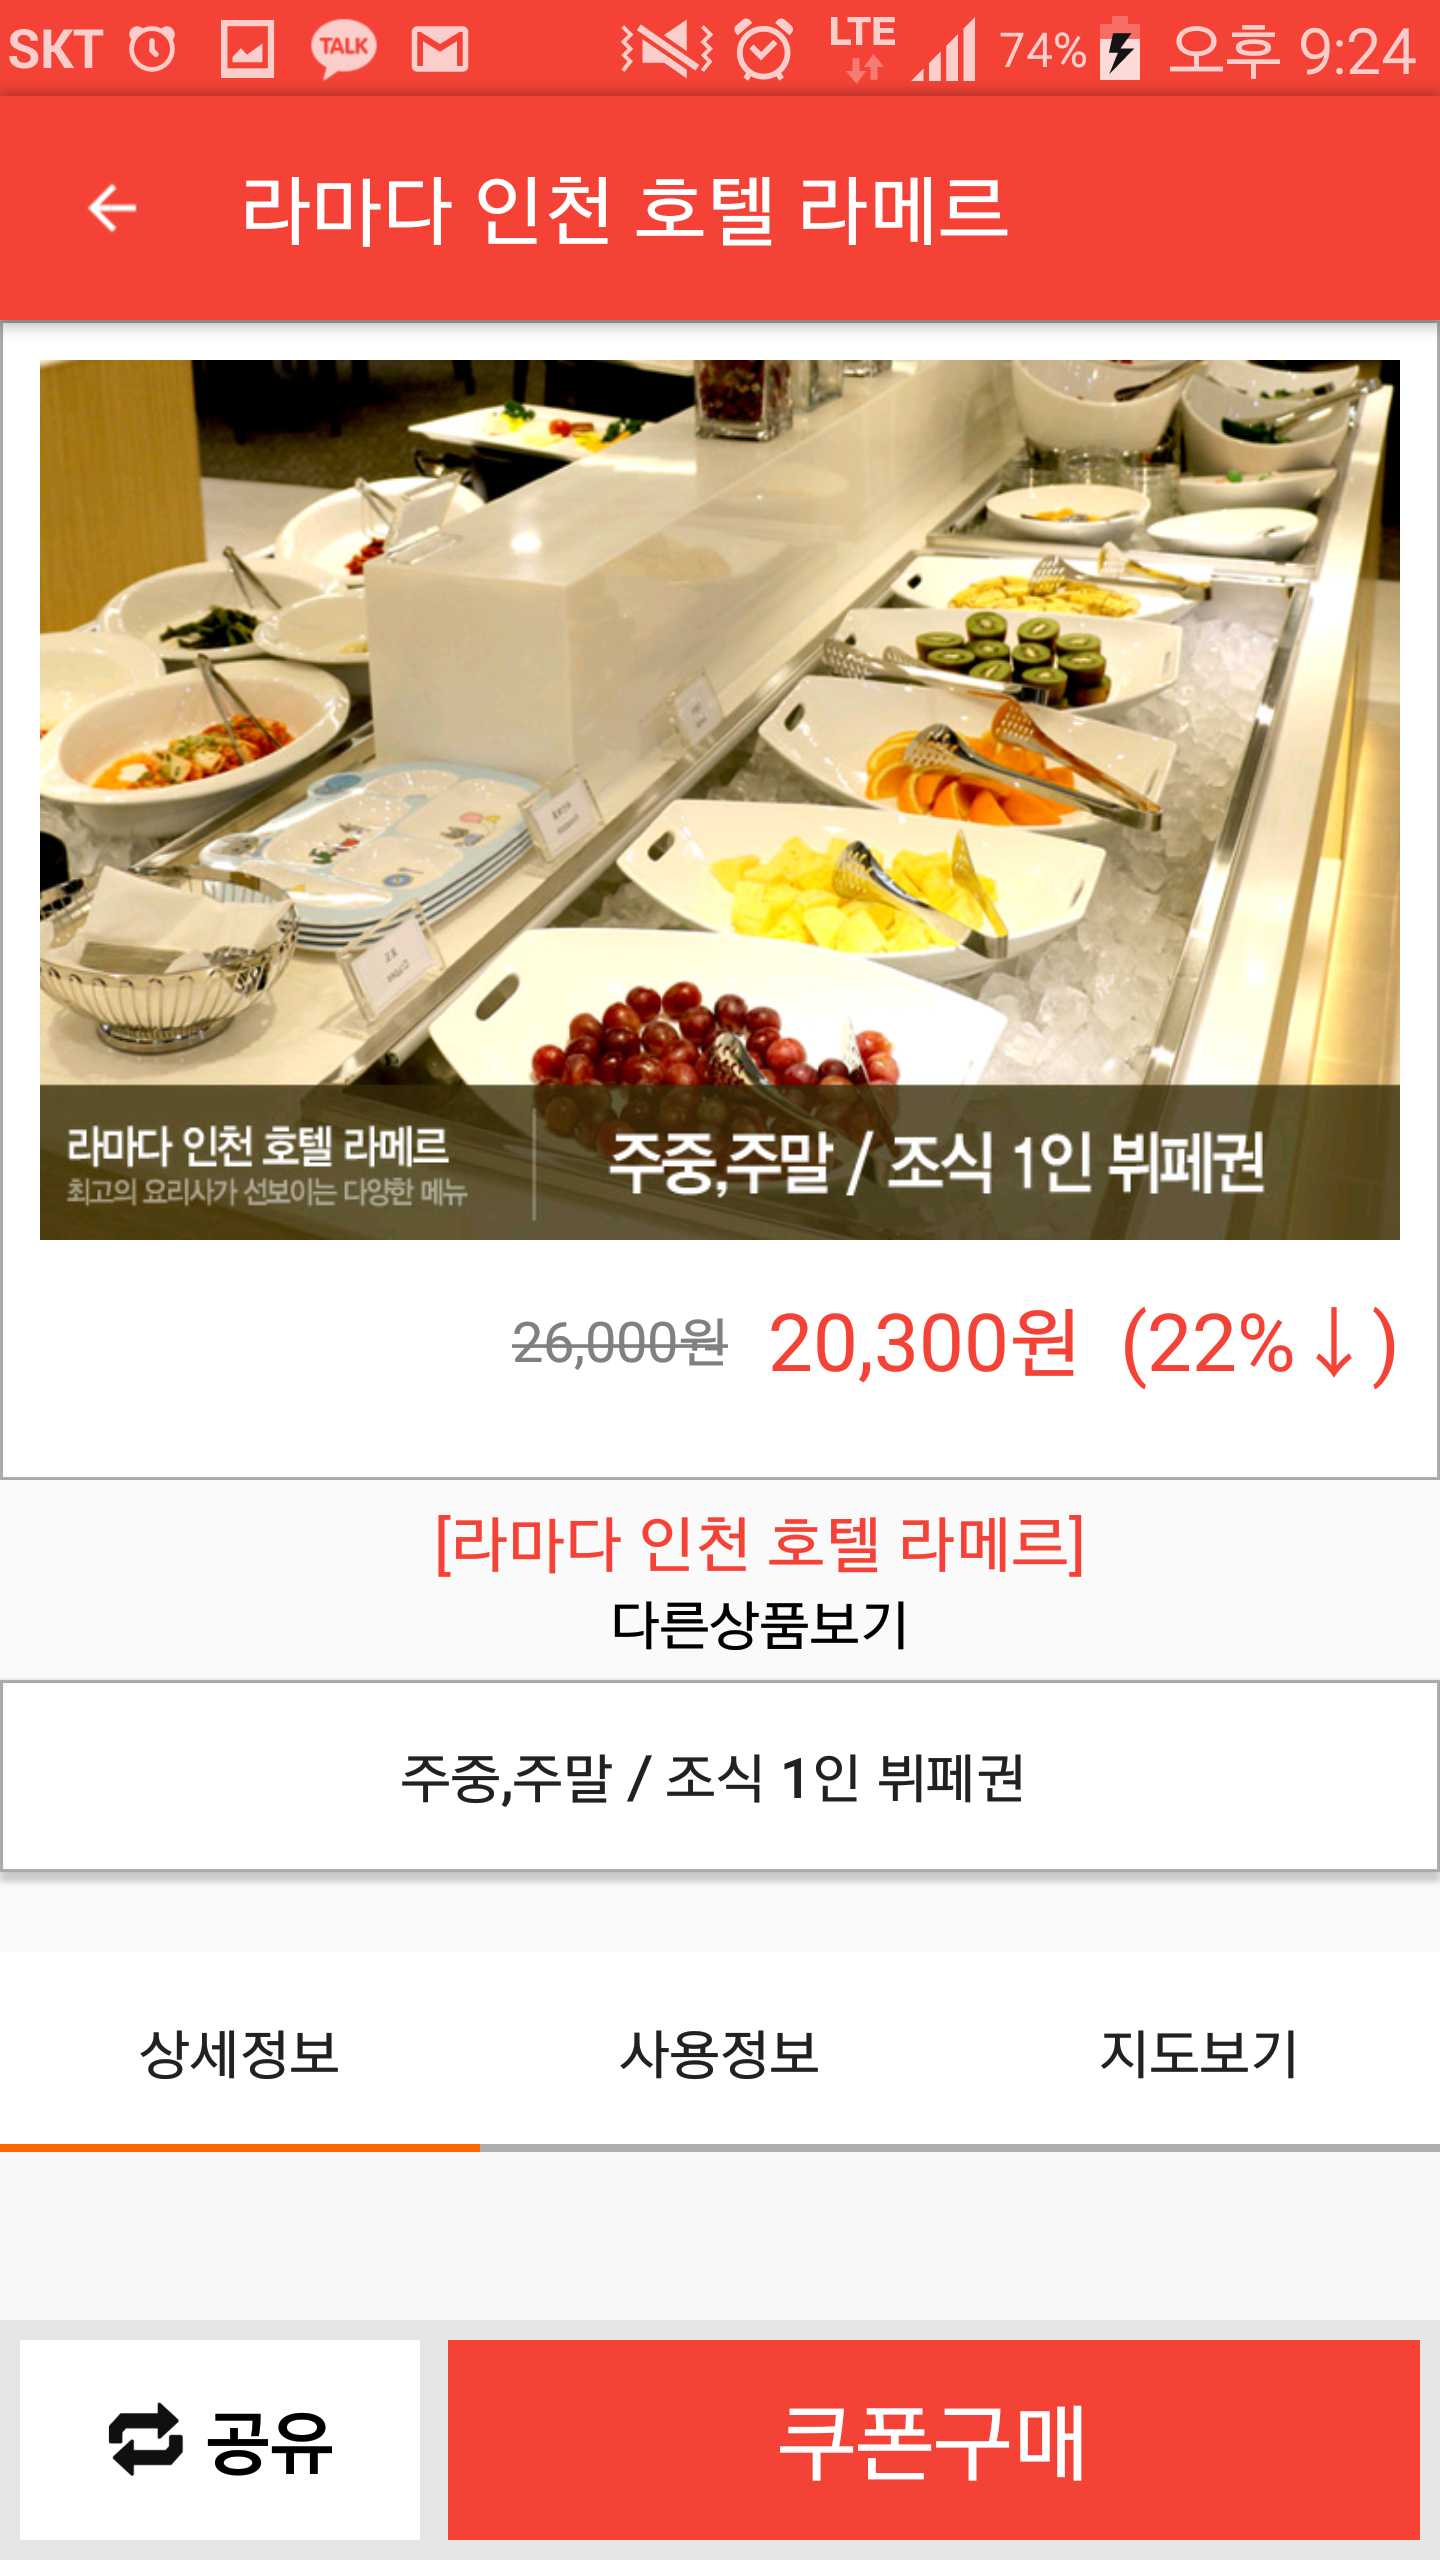 SKT TALK LTE 74% 오후 9:24
라마다 인천 호텔 라메르
라마다 인천 호텔 라메르
최고의 요리사가 선보이는 다양한 메뉴
주중,주말 / 조식 1인 뷔페권
26,000원 20,300원 (22%↓)
[라마다 인천 호텔 라메르]
다른상품보기
주중,주말 / 조식 1인 뷔페권
상세정보 사용정보 지도보기
공유 쿠폰구매